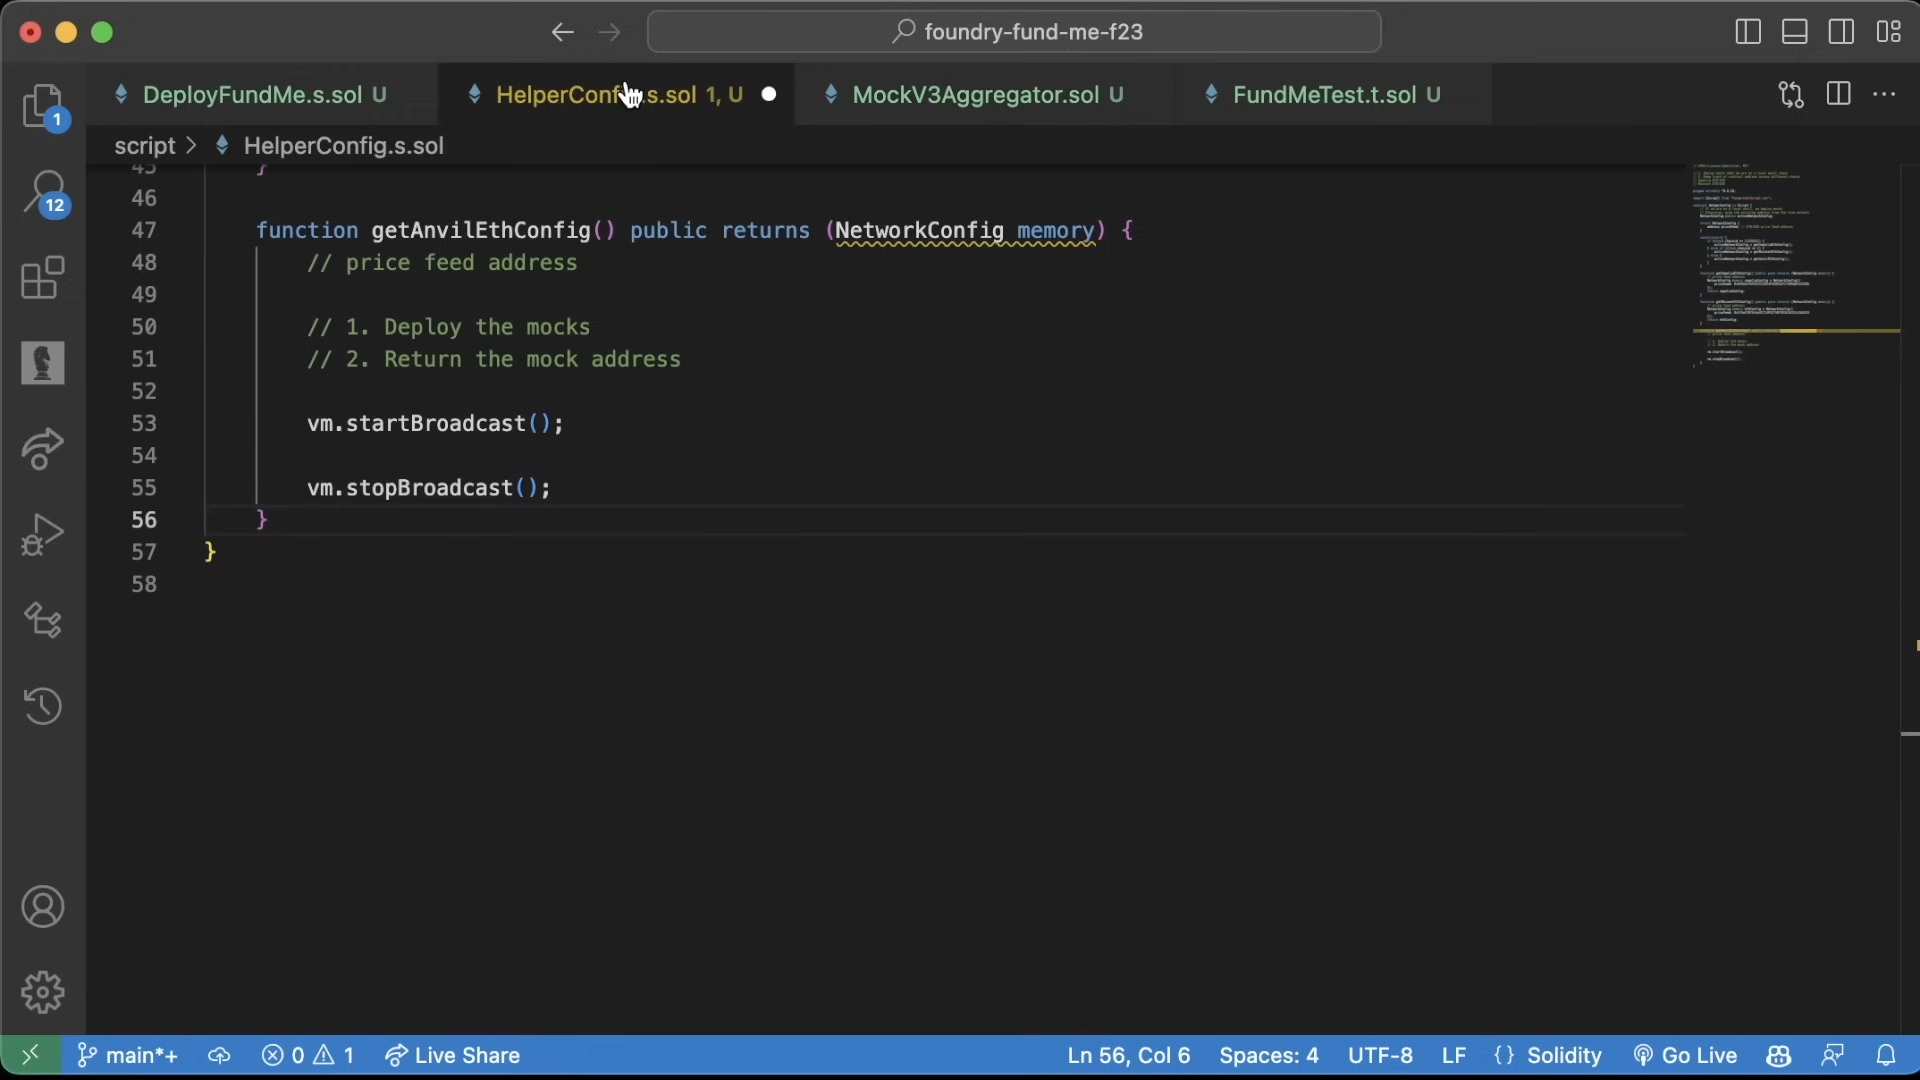 foundry-fund-me-f23
DeployFundMe.s.sol U
HelperConf s.sol 1, U
MockV3Aggregator.sol U
FundMeTest.t.sol U
1
script > HelperConfig.s.sol
45 }
46
47 function getAnvilEthConfig() public returns (NetworkConfig memory) {
48 // price feed address
49
50 // 1. Deploy the mocks
51 // 2. Return the mock address
52
53 vm.startBroadcast();
54
55 vm.stopBroadcast();
56 }
57 }
58
12
main*+
0 1
Live Share
Ln 56, Col 6
Spaces: 4
UTF-8
LF
{} Solidity
Go Live